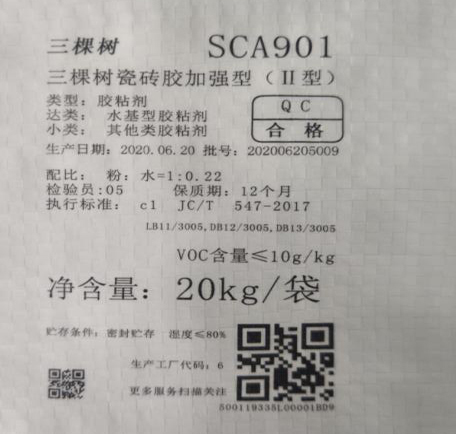 三棵树 SCA901
三棵树瓷砖胶加强型（II型）
类型：胶粘剂
达类： 水基型胶粘剂
小类： 其他类胶粘剂
QC
合格
生产日期：2020.06.20 批号：202006205009
配比： 粉：水=1:0.22
检验员:05 保质期：12个月
执行标准： c1 JC/T 547-2017
LB11/3005,DB12/3005,DB13/3005
VOC含量≤10g/kg
净含量：20kg/袋
贮存条件：密封贮存 湿度≤80%
生产工厂代码：6
更多服务扫描关注
S00119335L00001BD9